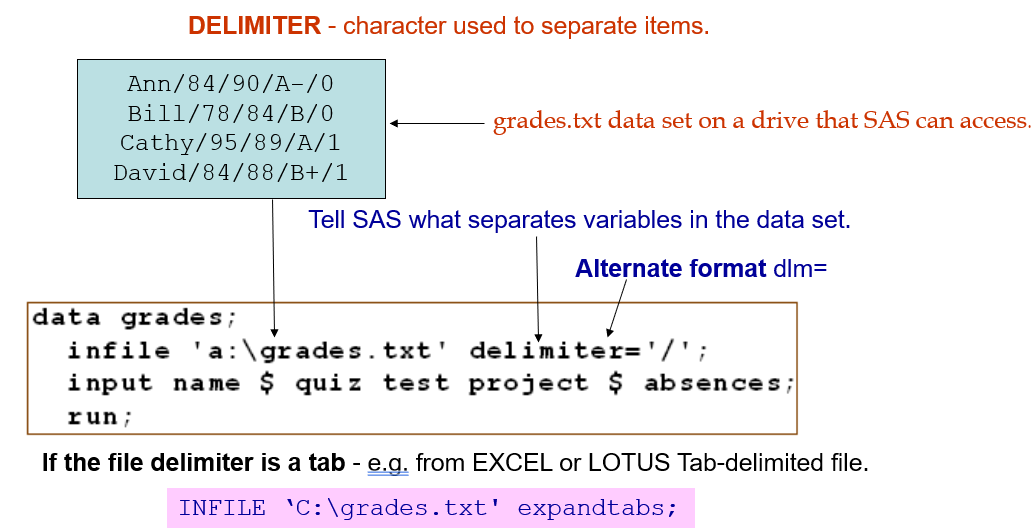 DELIMITER - character used to separate items.
Ann/84/90/A-/0
Bill/78/84/B/0
Cathy/95/89/A/1
David/84/88/B+/1
grades.txt data set on a drive that SAS can access.
Tell SAS what separates variables in the data set.
Alternate format dlm=
data grades;
infile 'a:\grades.txt' delimiter='/';
input name $ quiz test project $ absences;
run;
If the file delimiter is a tab - e.g. from EXCEL or LOTUS Tab-delimited file.
INFILE ‘C:\grades.txt' expandtabs;